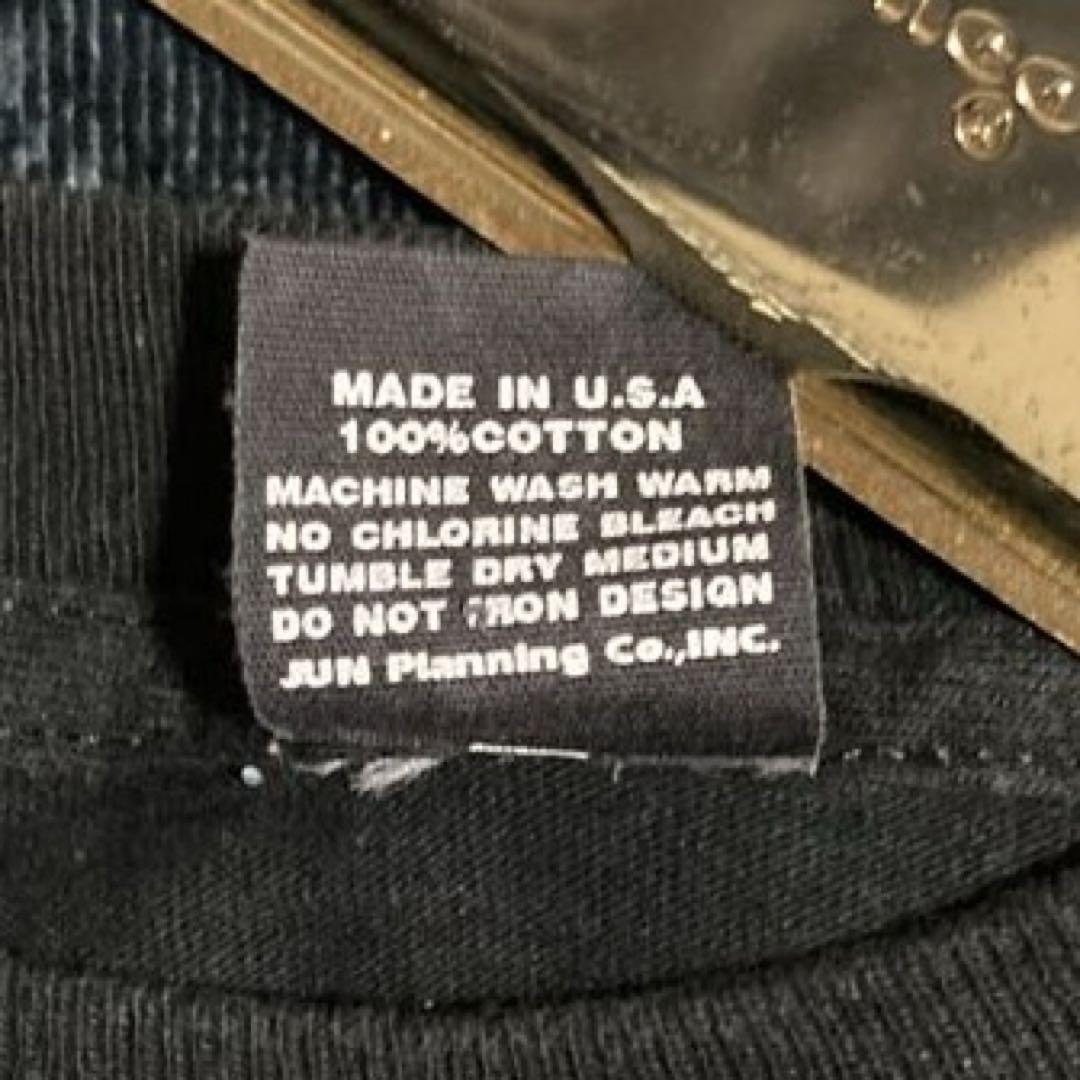 MADE IN U.S.A
100%COTTON
MACHINE WASH WARM
NO CHLORINE BLEACH
TUMBLE DRY MEDIUM
DO NOT IRON DESIGN
JUN Planning Co.,INC.